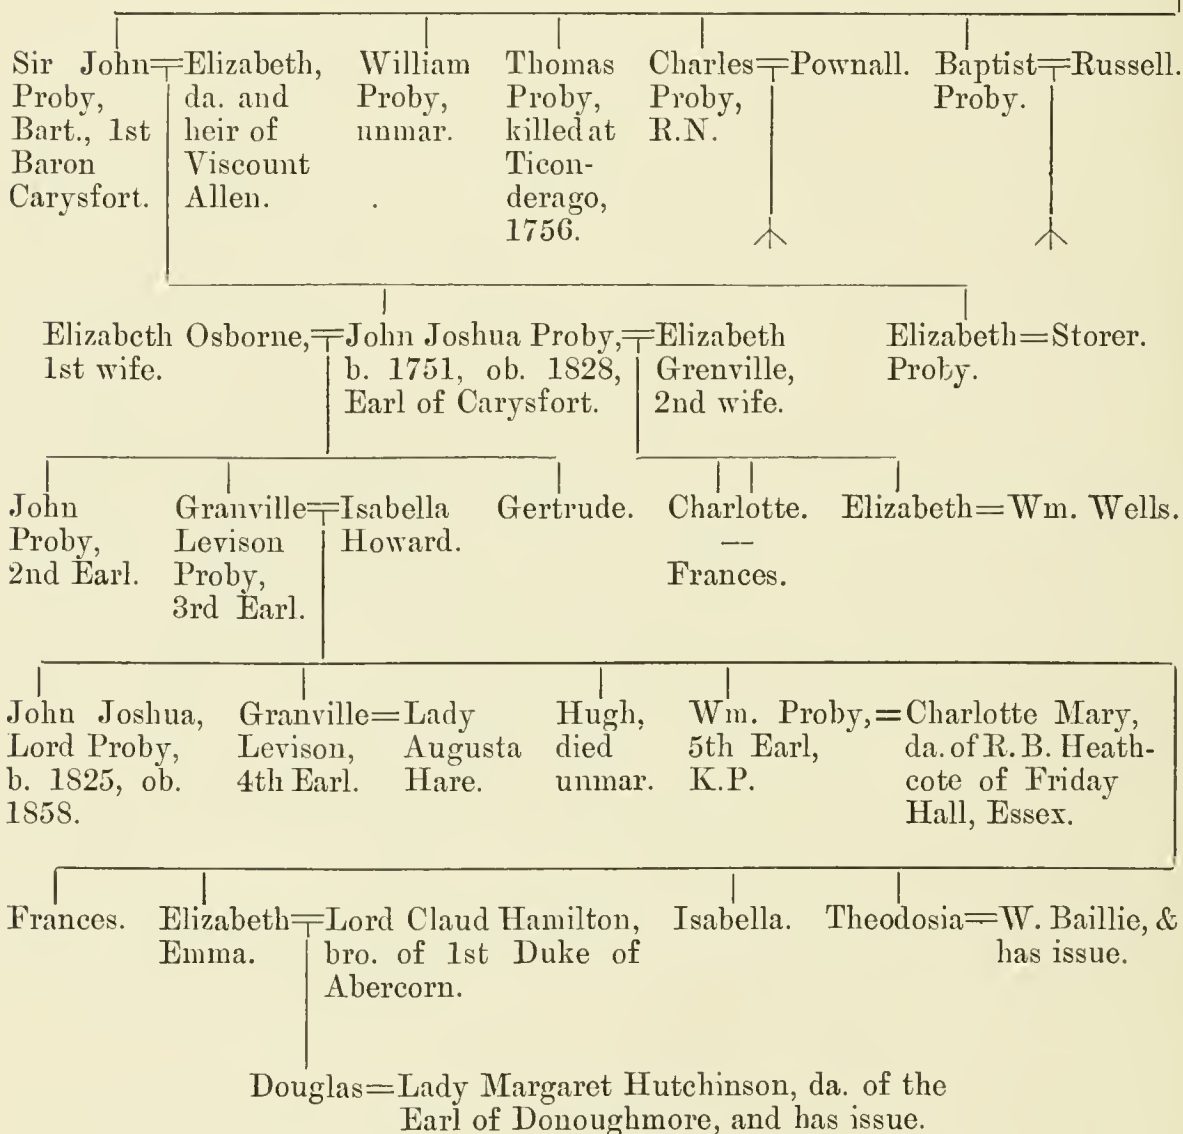 Sir John=Elizabeth,
Proby, da. and
Bart., 1st heir of
Baron Viscount
Carysfort. Allen.
William
Proby,
unmar.
Thomas
Proby,
killed at
Ticon-
derago,
1756.
Charles=Pownall.
Proby,
R.N.
Baptist=Russell.
Proby.
Elizabeth Osborne,=John Joshua Proby,=Elizabeth
1st wife. b. 1751, ob. 1828, Grenville,
Earl of Carysfort. 2nd wife.
Elizabeth=Storer.
Proby.
John
Proby,
2nd Earl.
Granville=Isabella
Levison Howard.
Proby,
3rd Earl.
Gertrude.
Charlotte.
—
Frances.
Elizabeth=Wm. Wells.
John Joshua,
Lord Proby,
b. 1825, ob.
1858.
Granville=Lady
Levison, Augusta
4th Earl. Hare.
Hugh,
died
unmar.
Wm. Proby,=Charlotte Mary,
5th Earl, da. of R. B. Heath-
K.P. cote of Friday
Hall, Essex.
Frances.
Elizabeth=Lord Claud Hamilton,
Emma. bro. of 1st Duke of
Abercorn.
Isabella.
Theodosia=W. Baillie, &
has issue.
Douglas=Lady Margaret Hutchinson, da. of the
Earl of Donoughmore, and has issue.